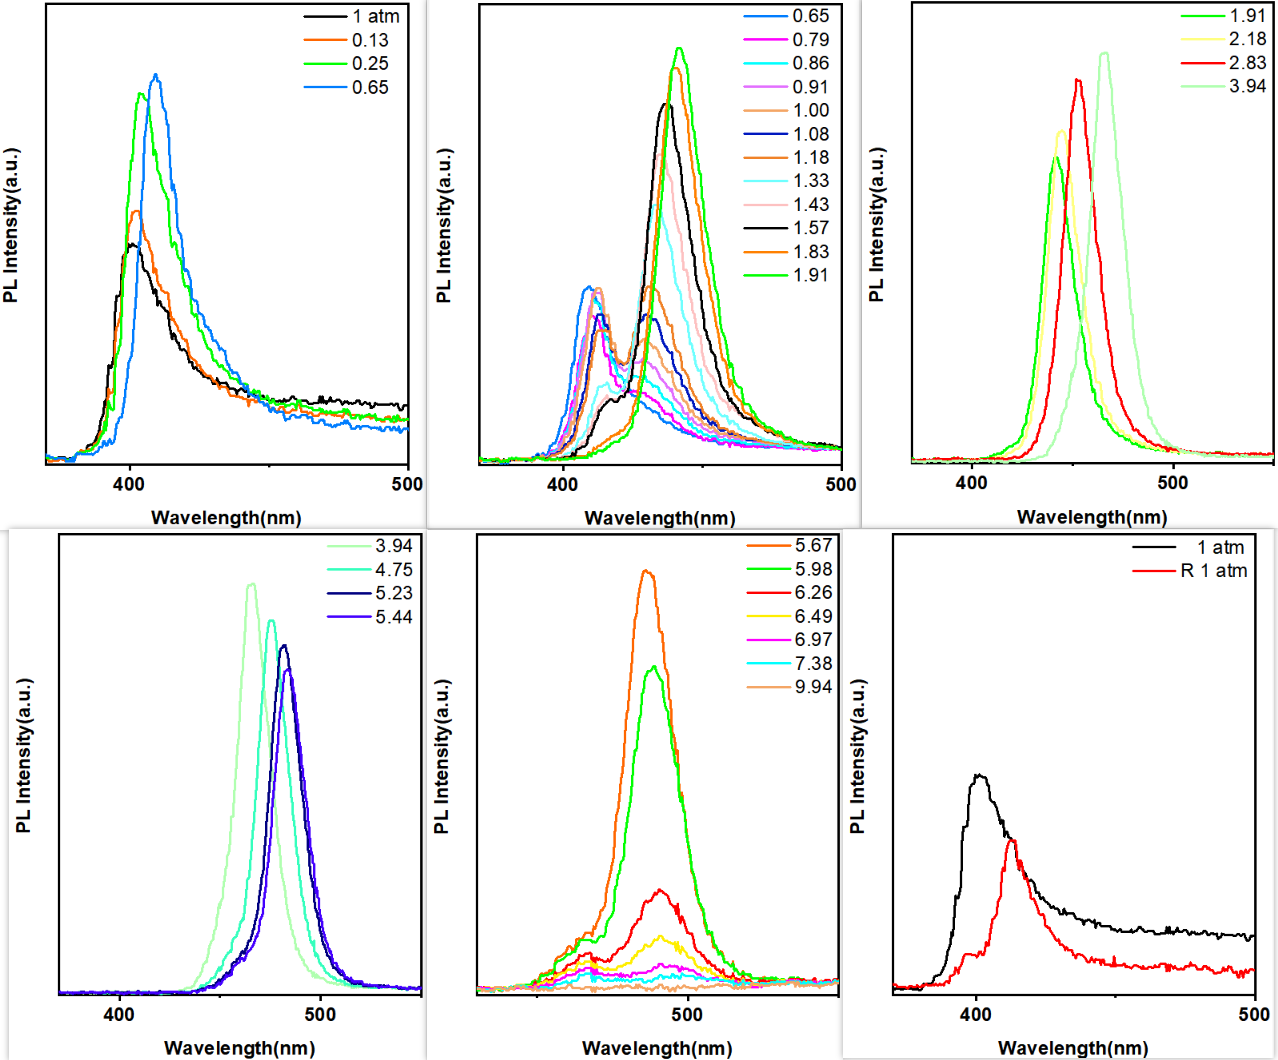 PL Intensity(a.u.)
1 atm
0.13
0.25
0.65
400
500
Wavelength(nm)
PL Intensity(a.u.)
0.65
0.79
0.86
0.91
1.00
1.08
1.18
1.33
1.43
1.57
1.83
1.91
400
500
Wavelength(nm)
PL Intensity(a.u.)
1.91
2.18
2.83
3.94
400
500
Wavelength(nm)
PL Intensity(a.u.)
3.94
4.75
5.23
5.44
400
500
Wavelength(nm)
PL Intensity(a.u.)
5.67
5.98
6.26
6.49
6.97
7.38
9.94
500
Wavelength(nm)
PL Intensity(a.u.)
1 atm
R 1 atm
400
500
Wavelength(nm)